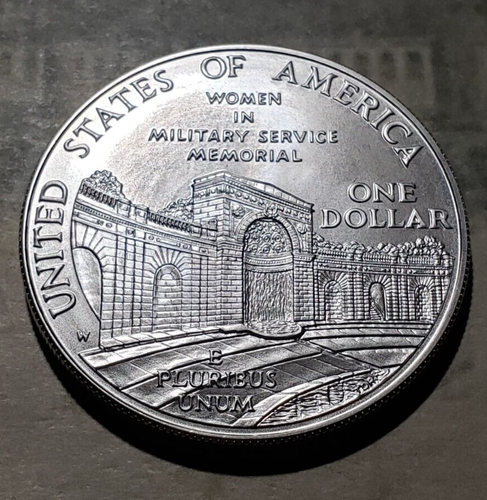 UNITED STATES OF AMERICA
WOMEN
IN
MILITARY SERVICE
MEMORIAL
ONE
DOLLAR
W
E
PLURIBUS
UNUM